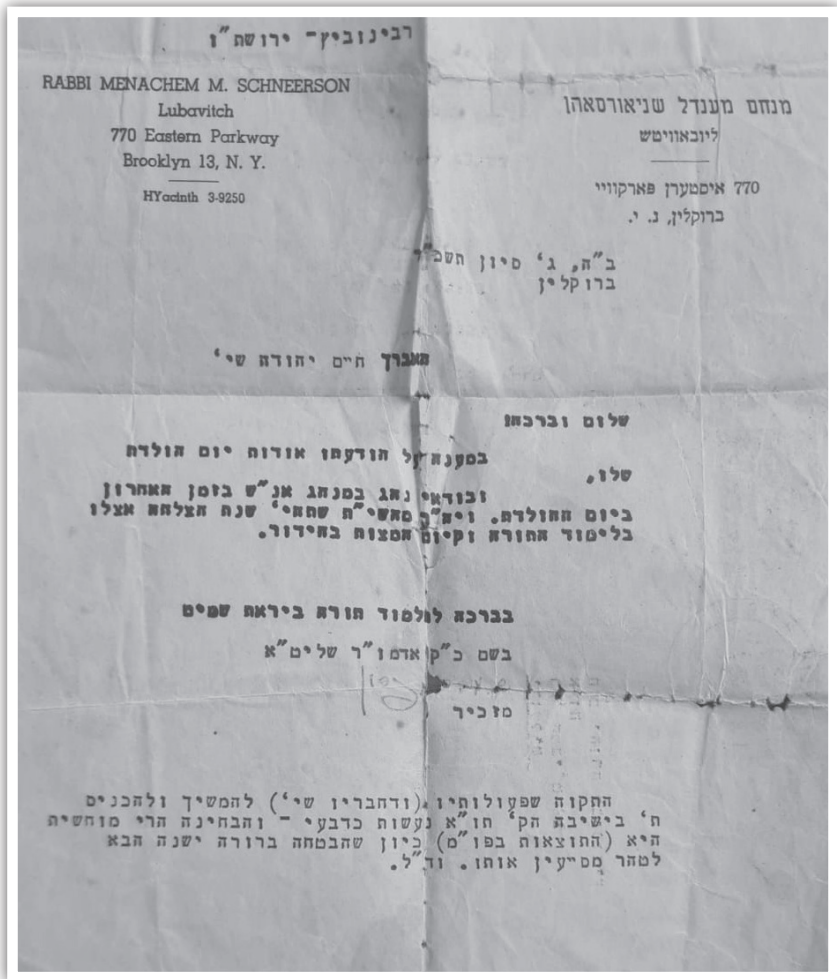 רבינוביץ- ירושת"ו
RABBI MENACHEM M. SCHNEERSON
Lubavitch
770 Eastern Parkway
Brooklyn 13, N. Y.
HYacinth 3-9250
מנחם מענדל שניאורסאהן
ליובאוויטש
770 איסטערן פארקוויי
ברוקלין, נ. י.
ב"ה, ג' סיון
ברוקלין
האברך חיים יהודה שי'
שלום וברכה!
במענה על הודעתו אודות יום הולדת
שלו,
ובודאי נהג במנהג אנ"ש בזמן האחרון
ביום ההולדת. ויה"ר מהשי"ת שתהי' שנת הצלחה אצלו
בלימוד התורה וקיום המצות בהידור.
בברכה ללימוד תורה ביראת שמים
בשם כ"ק אדמו"ר שליט"א
מזכיר
התקוה שפעולותיו (ודחבריו שי') להמשיך ולהכניס
ת' בישיבה הק' תו"א נעשות כדבעי - והבחינה הרי מוחשית
היא (התוצאות בפו"מ) כיון שהבטחה ברורה ישנה הבא
לטהר מסייעין אותו. וד"ל.